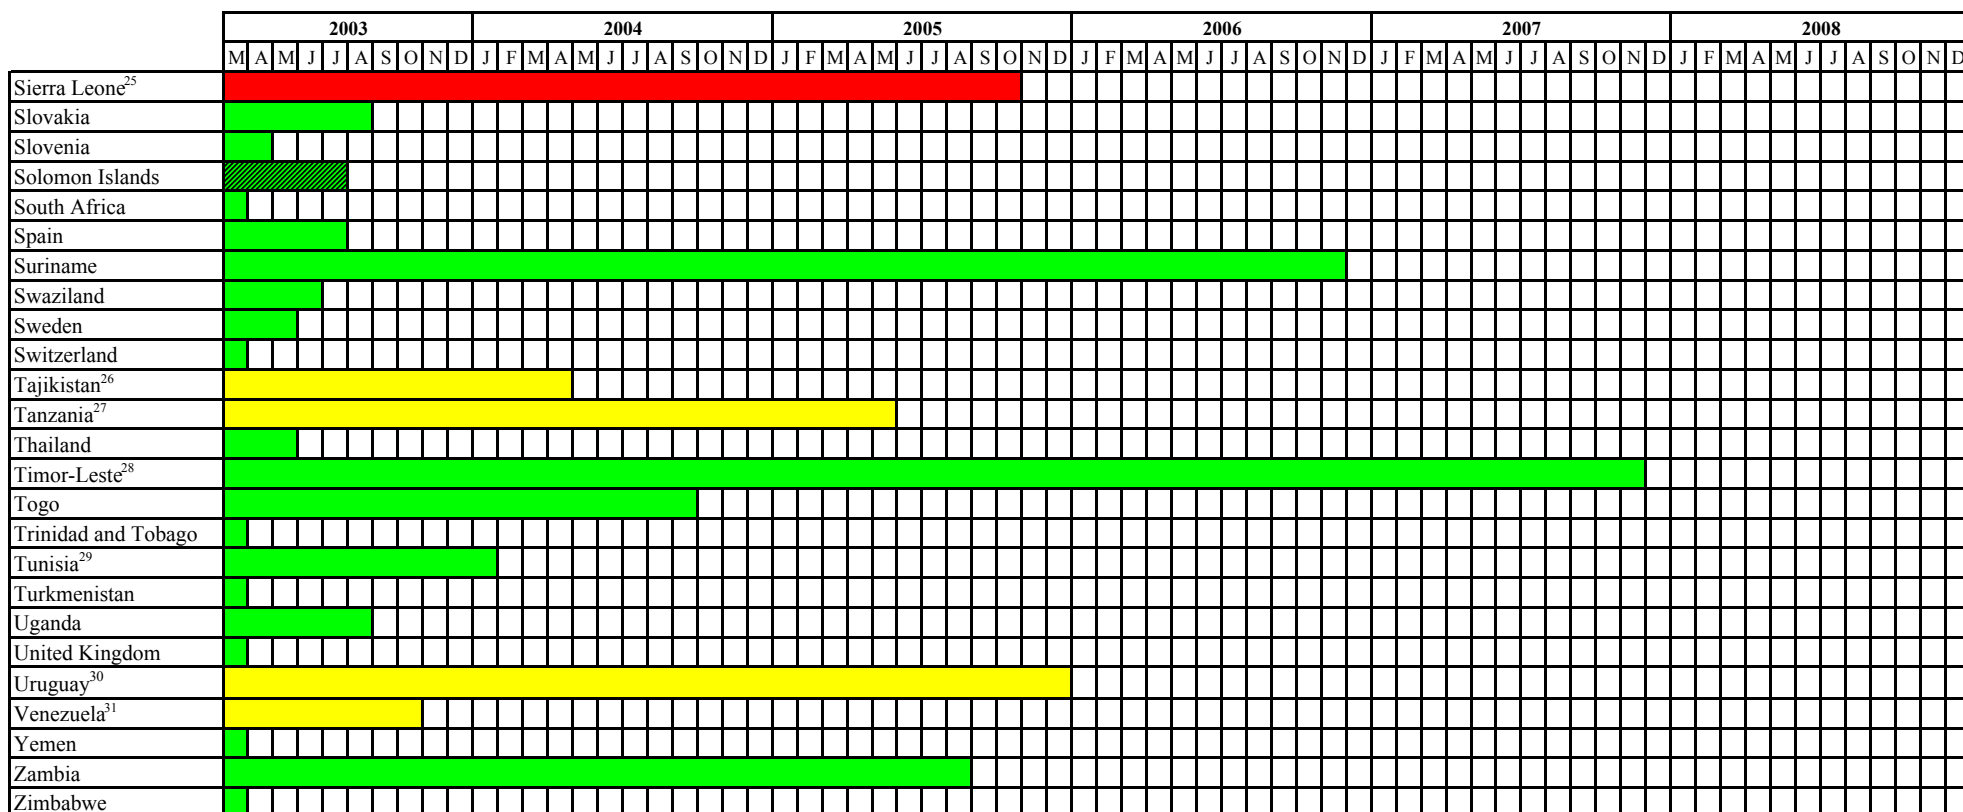 2003 2004 2005 2006 2007 2008
M A M J J A S O N D J F M A M J J A S O N D J F M A M J J A S O N D J F M A M J J A S O N D J F M A M J J A S O N D J F M A M J J A S O N D
Sierra Leone25
Slovakia
Slovenia
Solomon Islands
South Africa
Spain
Suriname
Swaziland
Sweden
Switzerland
Tajikistan26
Tanzania27
Thailand
Timor-Leste28
Togo
Trinidad and Tobago
Tunisia29
Turkmenistan
Uganda
United Kingdom
Uruguay30
Venezuela31
Yemen
Zambia
Zimbabwe